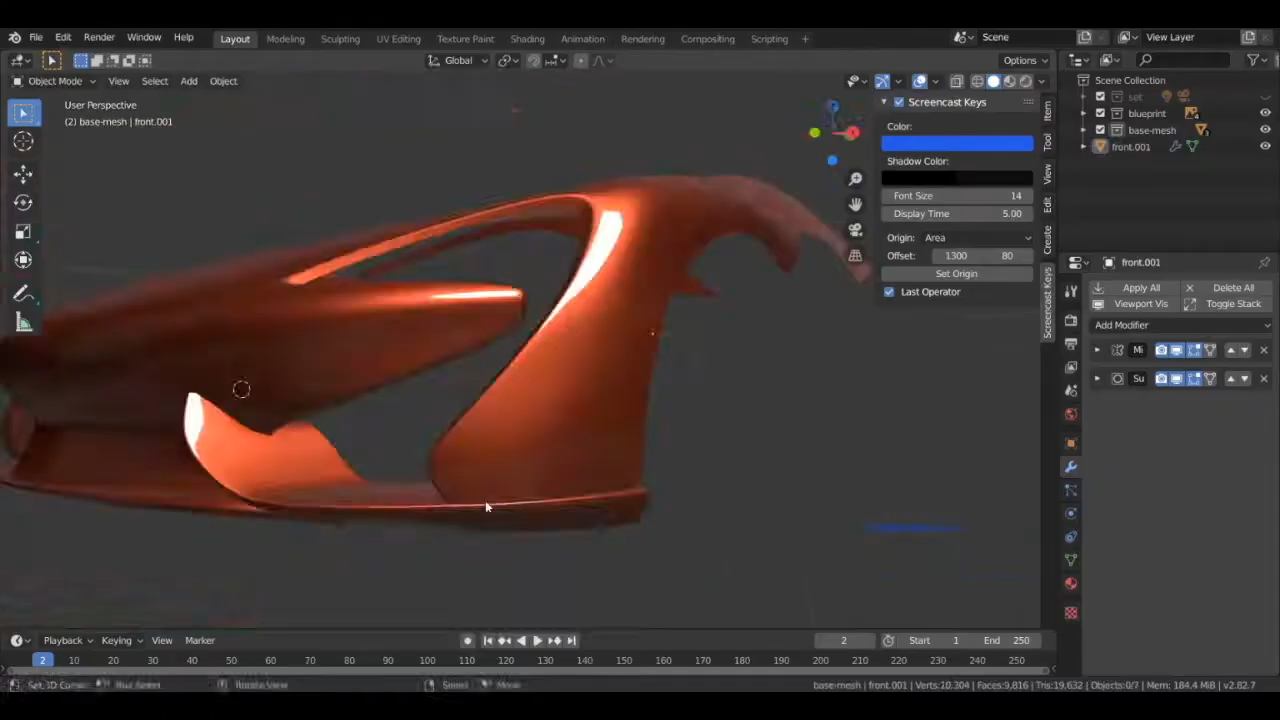 File Edit Render Window Help Layout Modeling Sculpting UV Editing Texture Paint Shading Animation Rendering Compositing Scripting + Scene View Layer
Global Options
Object Mode View Select Add Object
Scene Collection
set
blueprint
base-mesh
front.001
User Perspective
(2) base-mesh | front.001
Screencast Keys
Color:
Shadow Color:
Font Size 14
Display Time 5.00
Origin: Area
Offset: 1300 80
Set Origin
Last Operator
Item
Tool
View
Edit
Create
Screencast Keys
front.001
Apply All Delete All
Viewport Vis Toggle Stack
Add Modifier
Mi
Su
Playback Keying View Marker 2 Start 1 End 250
2 10 20 30 40 50 60 70 80 90 100 110 120 130 140 150 160 170 180 190 200 210 220 230 240 250
base-mesh | front.001 | Verts:10,304 | Faces:9,816 | Tris:19,632 | Objects:0/7 | Mem: 184.4 MiB | v2.82.7